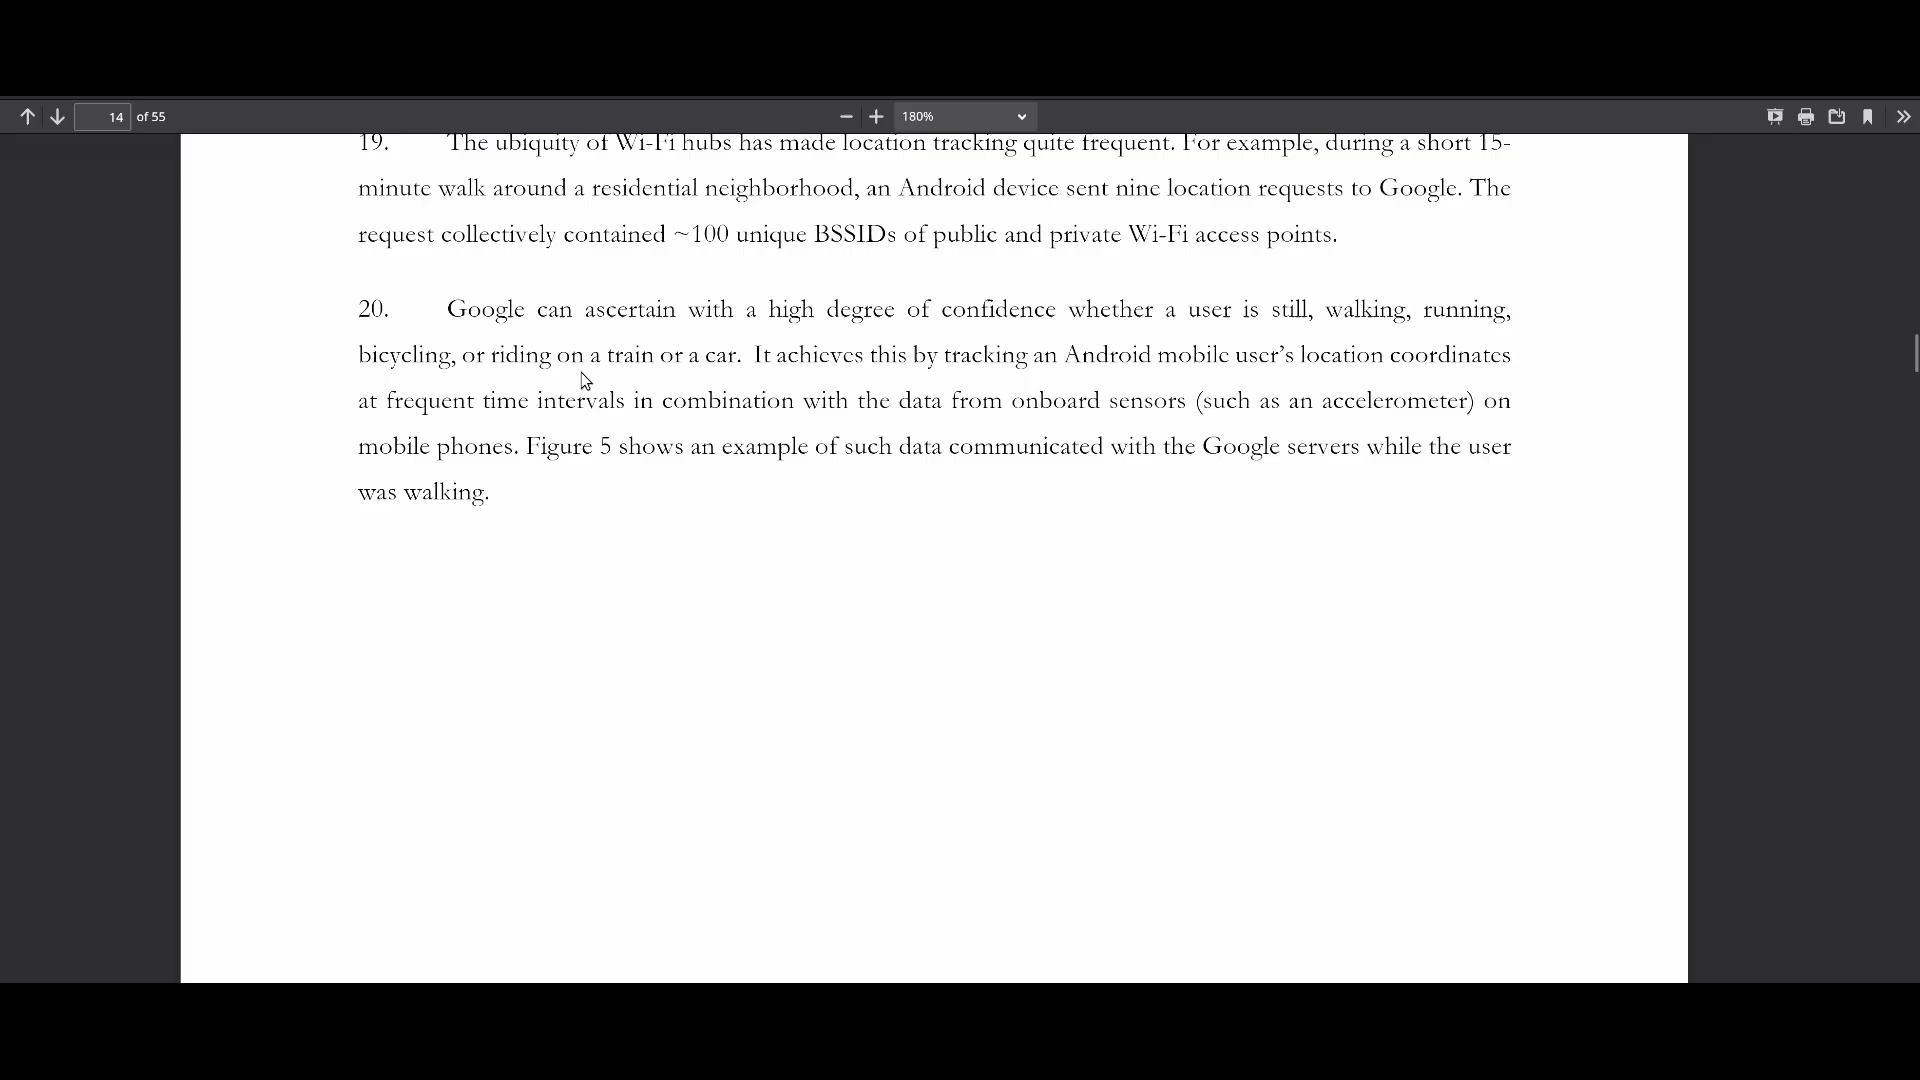 14 of 55
180%
19. The ubiquity of Wi-Fi hubs has made location tracking quite frequent. For example, during a short 15-
minute walk around a residential neighborhood, an Android device sent nine location requests to Google. The
request collectively contained ~100 unique BSSIDs of public and private Wi-Fi access points.
20. Google can ascertain with a high degree of confidence whether a user is still, walking, running,
bicycling, or riding on a train or a car. It achieves this by tracking an Android mobile user’s location coordinates
at frequent time intervals in combination with the data from onboard sensors (such as an accelerometer) on
mobile phones. Figure 5 shows an example of such data communicated with the Google servers while the user
was walking.